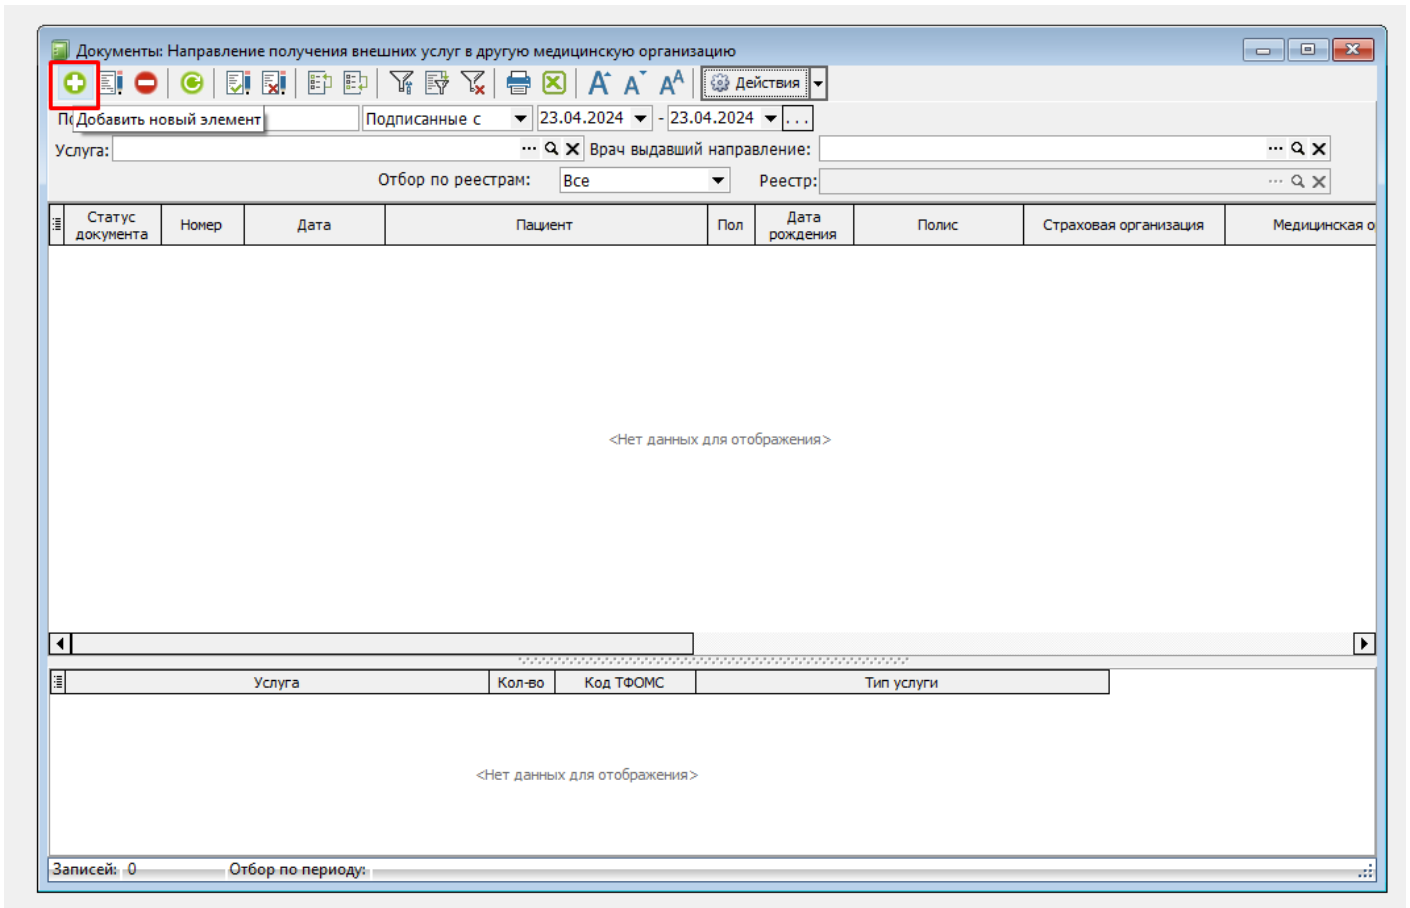 Документы: Направление получения внешних услуг в другую медицинскую организацию
Действия
Добавить новый элемент
Подписанные с 23.04.2024 - 23.04.2024 ...
Услуга: ... Врач выдавший направление: ...
Отбор по реестрам: Все Реестр: ...
Статус документа Номер Дата Пациент Пол Дата рождения Полис Страховая организация Медицинская о
<Нет данных для отображения>
Услуга Кол-во Код ТФОМС Тип услуги
<Нет данных для отображения>
Записей: 0 Отбор по периоду: